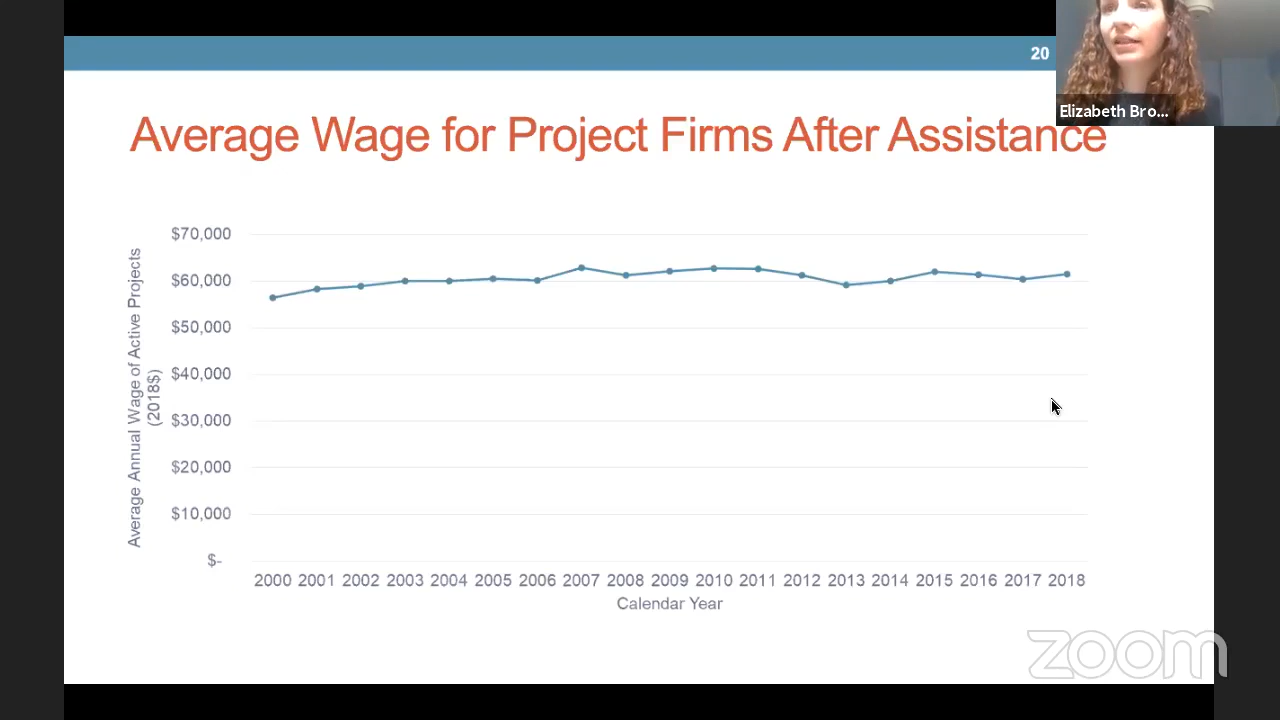 20
Elizabeth Bro...
Average Wage for Project Firms After Assistance
Average Annual Wage of Active Projects
(2018$)
$70,000
$60,000
$50,000
$40,000
$30,000
$20,000
$10,000
$-
2000 2001 2002 2003 2004 2005 2006 2007 2008 2009 2010 2011 2012 2013 2014 2015 2016 2017 2018
Calendar Year
zoom